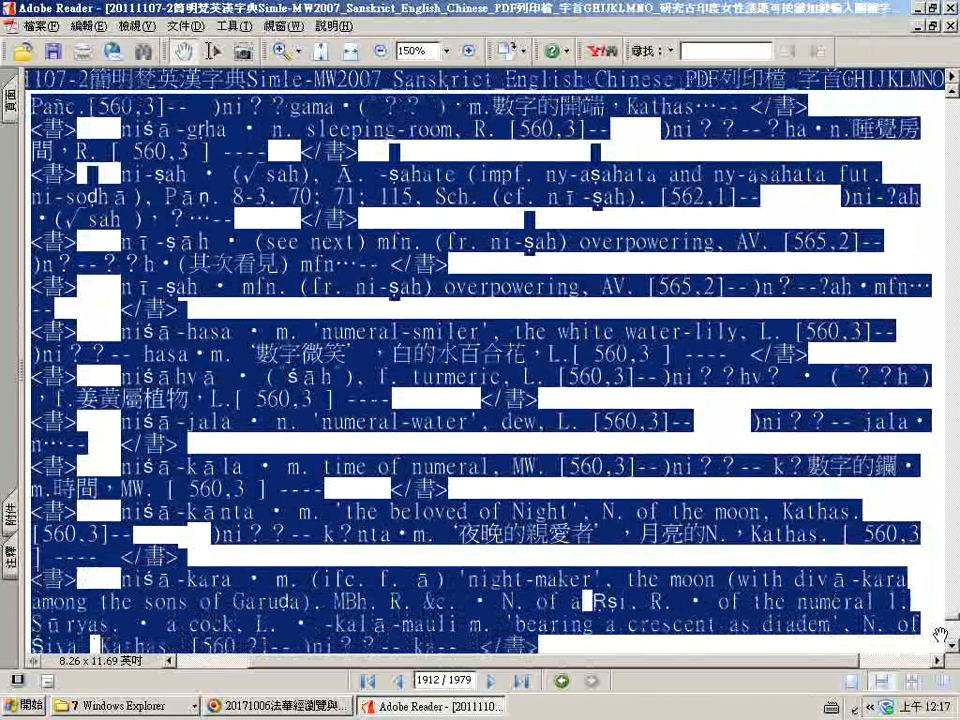 Adobe Reader - [20111107-2簡明梵英漢字典Simle-MW2007_Sanskrict_English_Chinese_PDF列印檔_字首GHIJKLMNO_研究古印度女性議題可按
檔案(F) 編輯(E) 檢視(V) 文件(D) 工具(T) 視窗(W) 說明(H)
150% Y! 尋找：
1107-2簡明梵英漢字典Simle-MW2007_Sanskrict_English_Chinese_PDF列印檔_字首GHIJKLMNO
頁面
Pañc.[560,3]-- )ni？？gama‧(？？？)‧m.數字的開端，Kathas…-- </書>
<書> niśā-gṛha ‧ n. sleeping-room, R. [560,3]-- )ni？？--？ha‧n.睡覺房
間，R.[ 560,3 ] ---- </書>
<書> ni-ṣah ‧ (√sah), Ā. -ṣahate (impf. ny-aṣahata and ny-asahata fut.
ni-soḍhā), Pāṇ. 8-3, 70; 71; 115, Sch. (cf. nī-ṣah). [562,1]-- )ni-?ah
‧(√sah )，？…-- </書>
<書> nī-ṣāh ‧ (see next) mfn. (fr. ni-ṣah) overpowering, AV. [565,2]--
)n？--？？h‧(其次看見) mfn…-- </書>
<書> nī-ṣah ‧ mfn. (fr. ni-ṣah) overpowering, AV. [565,2]--)n？--?ah‧mfn…
-- </書>
<書> niśā-hasa ‧ m. 'numeral-smiler', the white water-lily, L. [560,3]--
)ni？？-- hasa‧m.‘數字微笑’，白的水百合花，L.[ 560,3 ] ---- </書>
<書> niśāhvā ‧ ( śāh ), f. turmeric, L. [560,3]--)ni？？hv？ ‧ (？？h )
，f.姜黃屬植物，L.[ 560,3 ] ---- </書>
<書> niśā-jala ‧ n. 'numeral-water', dew, L. [560,3]-- )ni？？-- jala‧
n…-- </書>
<書> niśā-kāla ‧ m. time of numeral, MW. [560,3]--)ni？？-- k？數字的鑭‧
m.時間，MW. [ 560,3 ] ---- </書>
附件
<書> niśā-kānta ‧ m. 'the beloved of Night', N. of the moon, Kathas.
[560,3]-- )ni？？-- k？nta‧m.‘夜晚的親愛者’，月亮的N.，Kathas. [ 560,3
] ---- </書>
註釋
<書> niśā-kara ‧ m. (ifc. f. ā) 'night-maker', the moon (with divā-kara
among the sons of Garuḍa). MBh. R. &c. ‧ N. of a Ṛṣi, R. ‧ of the numeral 1.
Sūryas. ‧ a cock, L. ‧ -kalā-mauli m. 'bearing a crescent as diadem', N. of
Śiva, Kathas. [560,2]--)ni？？-- ka-- </書>
8.26 x 11.69 英吋
1912 / 1979
開始 7 Windows Explorer 20171006法華經瀏覽與... Adobe Reader - [2011110... 上午 12:17